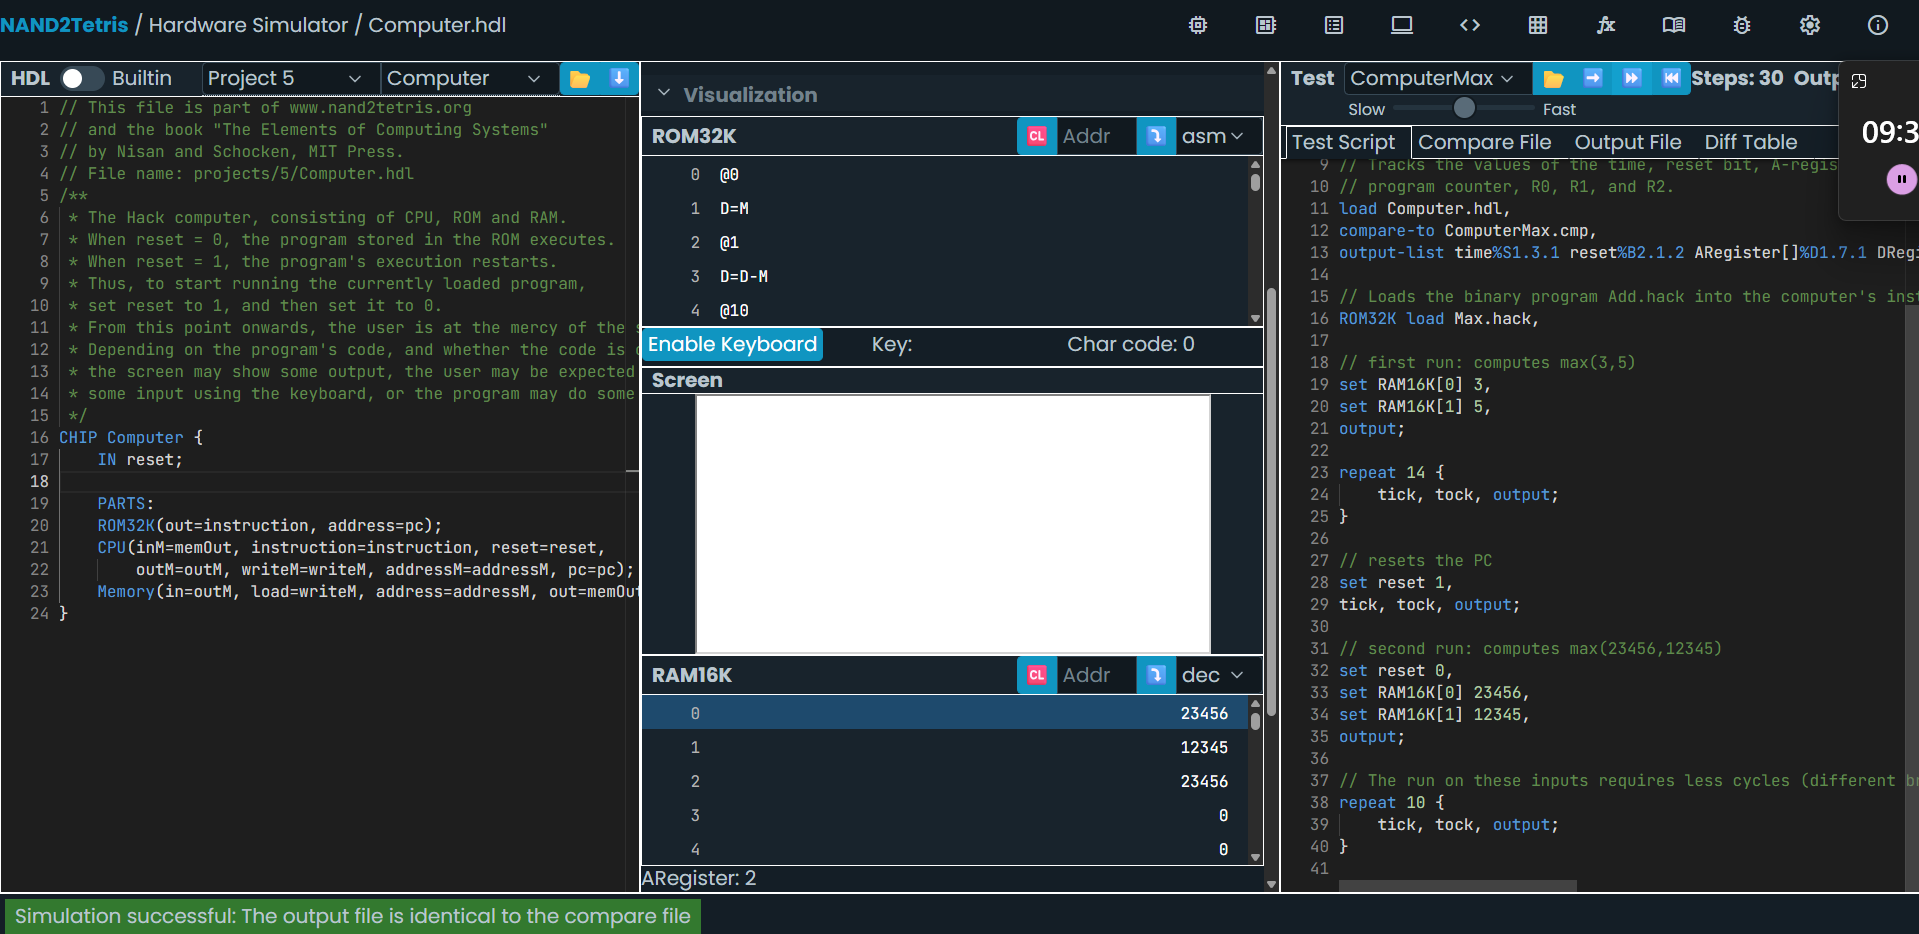 NAND2Tetris / Hardware Simulator / Computer.hdl
HDL Builtin Project 5 Computer
1 // This file is part of www.nand2tetris.org
2 // and the book "The Elements of Computing Systems"
3 // by Nisan and Schocken, MIT Press.
4 // File name: projects/5/Computer.hdl
5 /**
6 * The Hack computer, consisting of CPU, ROM and RAM.
7 * When reset = 0, the program stored in the ROM executes.
8 * When reset = 1, the program's execution restarts.
9 * Thus, to start running the currently loaded program,
10 * set reset to 1, and then set it to 0.
11 * From this point onwards, the user is at the mercy of the s
12 * Depending on the program's code, and whether the code is
13 * the screen may show some output, the user may be expected
14 * some input using the keyboard, or the program may do some
15 */
16 CHIP Computer {
17 IN reset;
18
19 PARTS:
20 ROM32K(out=instruction, address=pc);
21 CPU(inM=memOut, instruction=instruction, reset=reset,
22 outM=outM, writeM=writeM, addressM=addressM, pc=pc);
23 Memory(in=outM, load=writeM, address=addressM, out=memOut
24 }
Visualization
ROM32K CL Addr asm
0 @0
1 D=M
2 @1
3 D=D-M
4 @10
Enable Keyboard Key: Char code: 0
Screen
RAM16K CL Addr dec
0 23456
1 12345
2 23456
3 0
4 0
ARegister: 2
Test ComputerMax Steps: 30 Outp
Slow Fast
09:3
Test Script Compare File Output File Diff Table
9 // Tracks the values of the time, reset bit, A-regis
10 // program counter, R0, R1, and R2.
11 load Computer.hdl,
12 compare-to ComputerMax.cmp,
13 output-list time%S1.3.1 reset%B2.1.2 ARegister[]%D1.7.1 DReg
14
15 // Loads the binary program Add.hack into the computer's inst
16 ROM32K load Max.hack,
17
18 // first run: computes max(3,5)
19 set RAM16K[0] 3,
20 set RAM16K[1] 5,
21 output;
22
23 repeat 14 {
24 tick, tock, output;
25 }
26
27 // resets the PC
28 set reset 1,
29 tick, tock, output;
30
31 // second run: computes max(23456,12345)
32 set reset 0,
33 set RAM16K[0] 23456,
34 set RAM16K[1] 12345,
35 output;
36
37 // The run on these inputs requires less cycles (different b
38 repeat 10 {
39 tick, tock, output;
40 }
41
Simulation successful: The output file is identical to the compare file